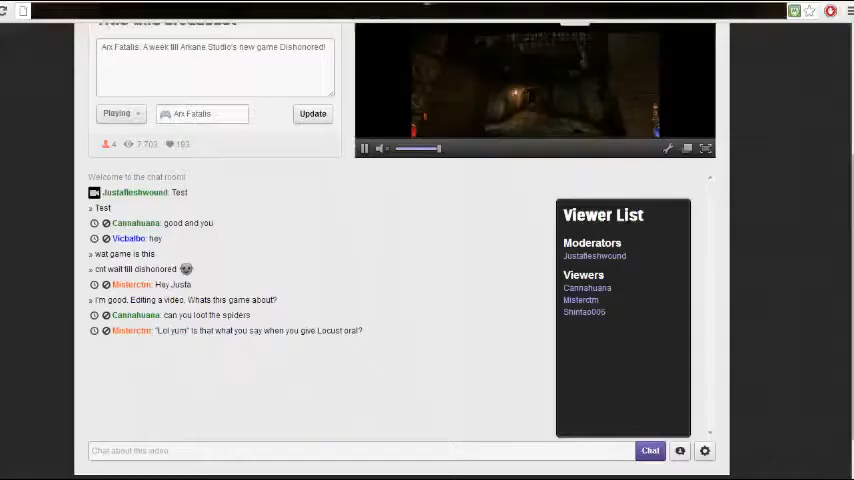 Arx Fatalis: A week till Arkane Studio's new game Dishonored!
Playing
Arx Fatalis
Update
4
7,703
193
Welcome to the chat room!
Justafleshwound: Test
» Test
Cannahuana: good and you
Vicbalbo: hey
» wat game is this
» cnt wait till dishonored
Misterctm: Hey Justa
» I'm good. Editing a video. Whats this game about?
Cannahuana: can you loot the spiders
Misterctm: "Lol yum" Is that what you say when you give Locust oral?
Viewer List
Moderators
Justafleshwound
Viewers
Cannahuana
Misterctm
Shintao006
Chat about this video
Chat